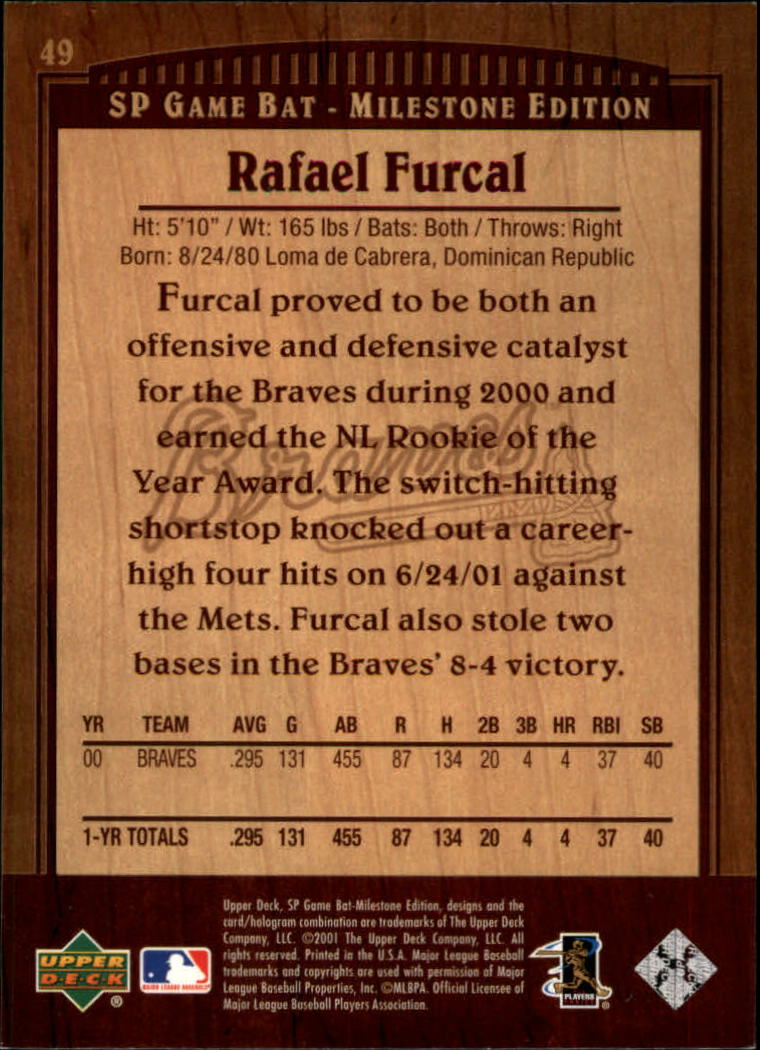 49
SP GAME BAT - MILESTONE EDITION
Rafael Furcal
Ht: 5'10" / Wt: 165 lbs / Bats: Both / Throws: Right
Born: 8/24/80 Loma de Cabrera, Dominican Republic
Furcal proved to be both an
offensive and defensive catalyst
for the Braves during 2000 and
earned the NL Rookie of the
Year Award. The switch-hitting
shortstop knocked out a career-
high four hits on 6/24/01 against
the Mets. Furcal also stole two
bases in the Braves' 8-4 victory.
Braves
YR TEAM AVG G AB R H 2B 3B HR RBI SB
00 BRAVES .295 131 455 87 134 20 4 4 37 40
1-YR TOTALS .295 131 455 87 134 20 4 4 37 40
Upper Deck, SP Game Bat-Milestone Edition, designs and the
card/hologram combination are trademarks of The Upper Deck
Company, LLC. ©2001 The Upper Deck Company, LLC. All
rights reserved. Printed in the U.S.A. Major League Baseball
trademarks and copyrights are used with permission of Major
League Baseball Properties, Inc. ©MLBPA. Official Licensee of
Major League Baseball Players Association.
UPPER
DECK
®
MAJOR LEAGUE BASEBALL
PLAYERS
®